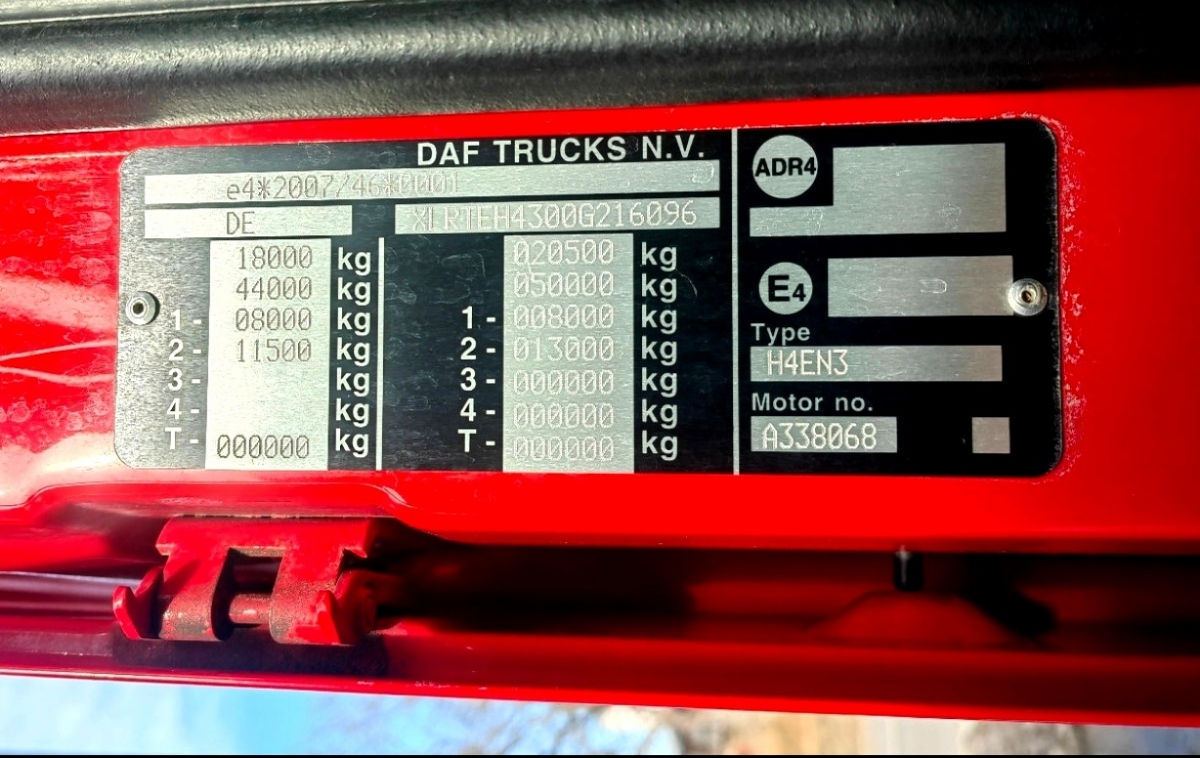 DAF TRUCKS N.V.
e4*2007/46*0001
DE XLRTEH4300G216096
18000 kg 020500 kg
44000 kg 050000 kg
1- 08000 kg 1- 008000 kg
2- 11500 kg 2- 013000 kg
3- kg 3- 000000 kg
4- kg 4- 000000 kg
T- 000000 kg T- 000000 kg
ADR4
E4
Type
H4EN3
Motor no.
A338068